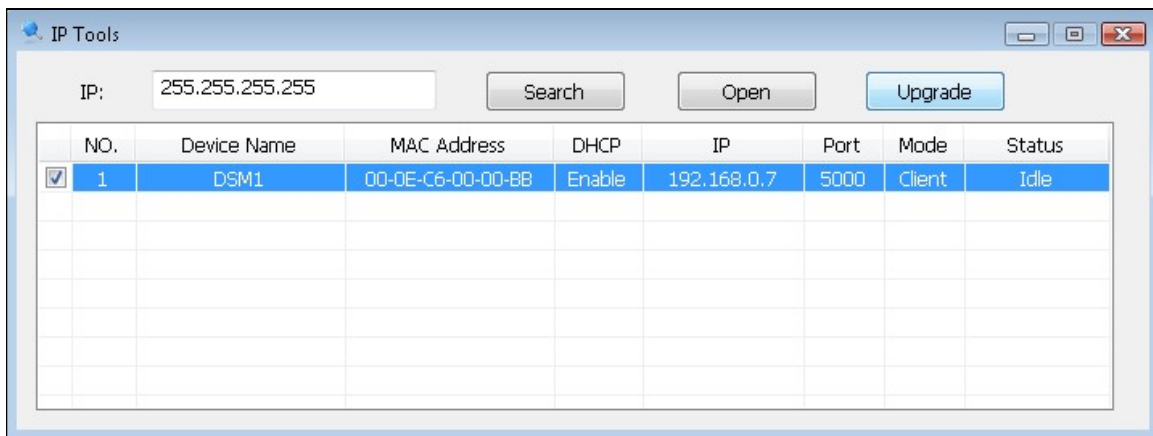 IP Tools
IP: 255.255.255.255 Search Open Upgrade
NO. Device Name MAC Address DHCP IP Port Mode Status
1 DSM1 00-0E-C6-00-00-BB Enable 192.168.0.7 5000 Client Idle